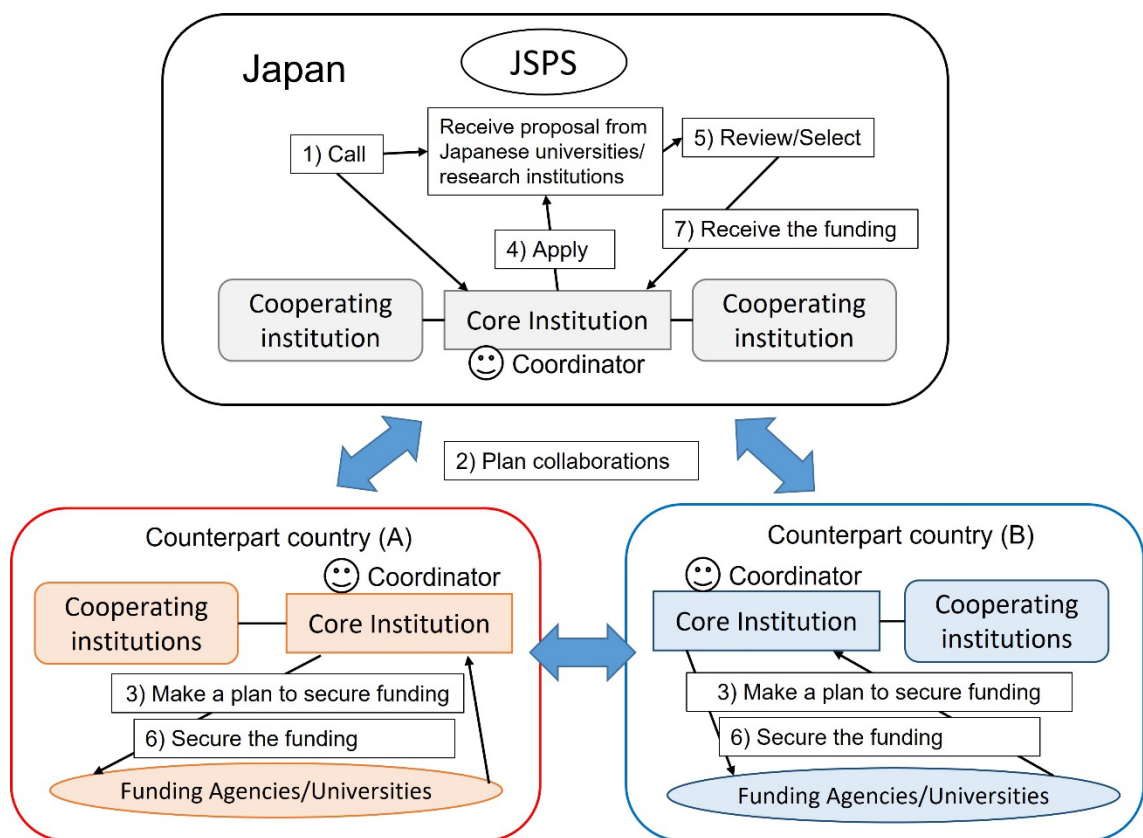 Japan
JSPS
1) Call
Receive proposal from
Japanese universities/
research institutions
5) Review/Select
4) Apply
7) Receive the funding
Cooperating
institution
Core Institution
Cooperating
institution
Coordinator
2) Plan collaborations
Counterpart country (A)
Coordinator
Cooperating
institutions
Core Institution
3) Make a plan to secure funding
6) Secure the funding
Funding Agencies/Universities
Counterpart country (B)
Coordinator
Core Institution
Cooperating
institutions
3) Make a plan to secure funding
6) Secure the funding
Funding Agencies/Universities